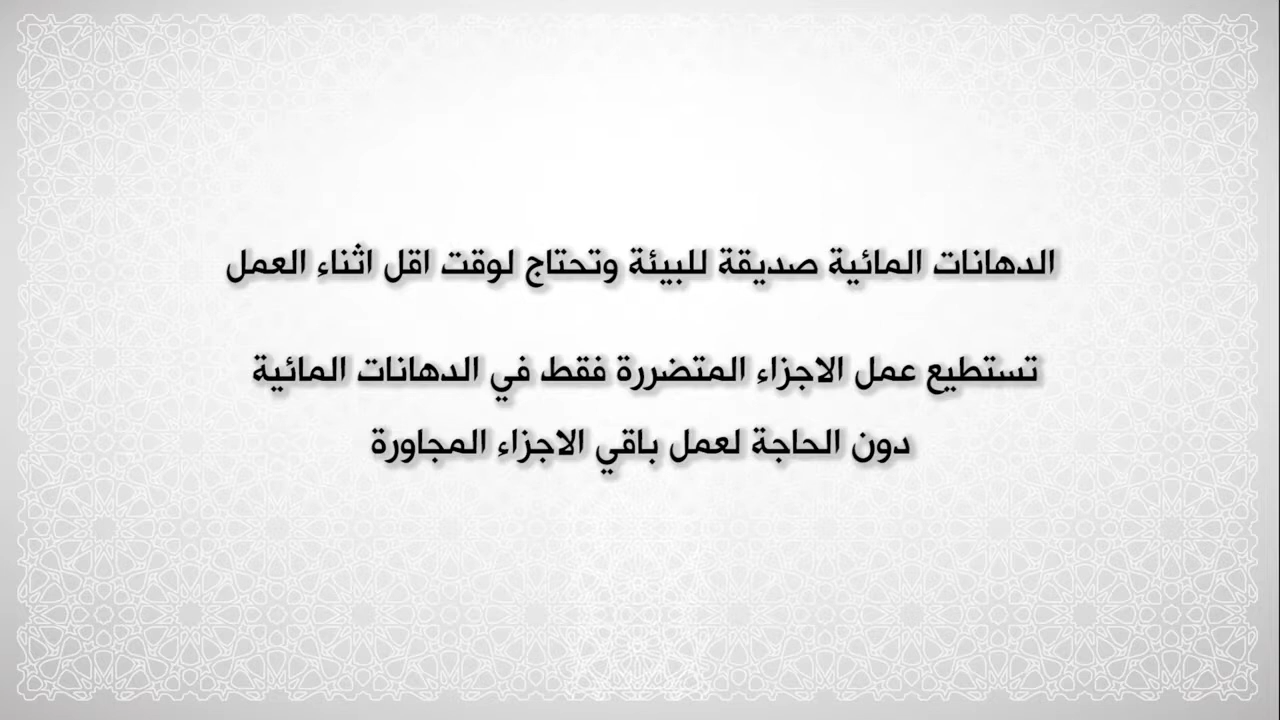 الدهانات المائية صديقة للبيئة وتحتاج لوقت اقل اثناء العمل
تستطيع عمل الاجزاء المتضررة فقط في الدهانات المائية
دون الحاجة لعمل باقي الاجزاء المجاورة